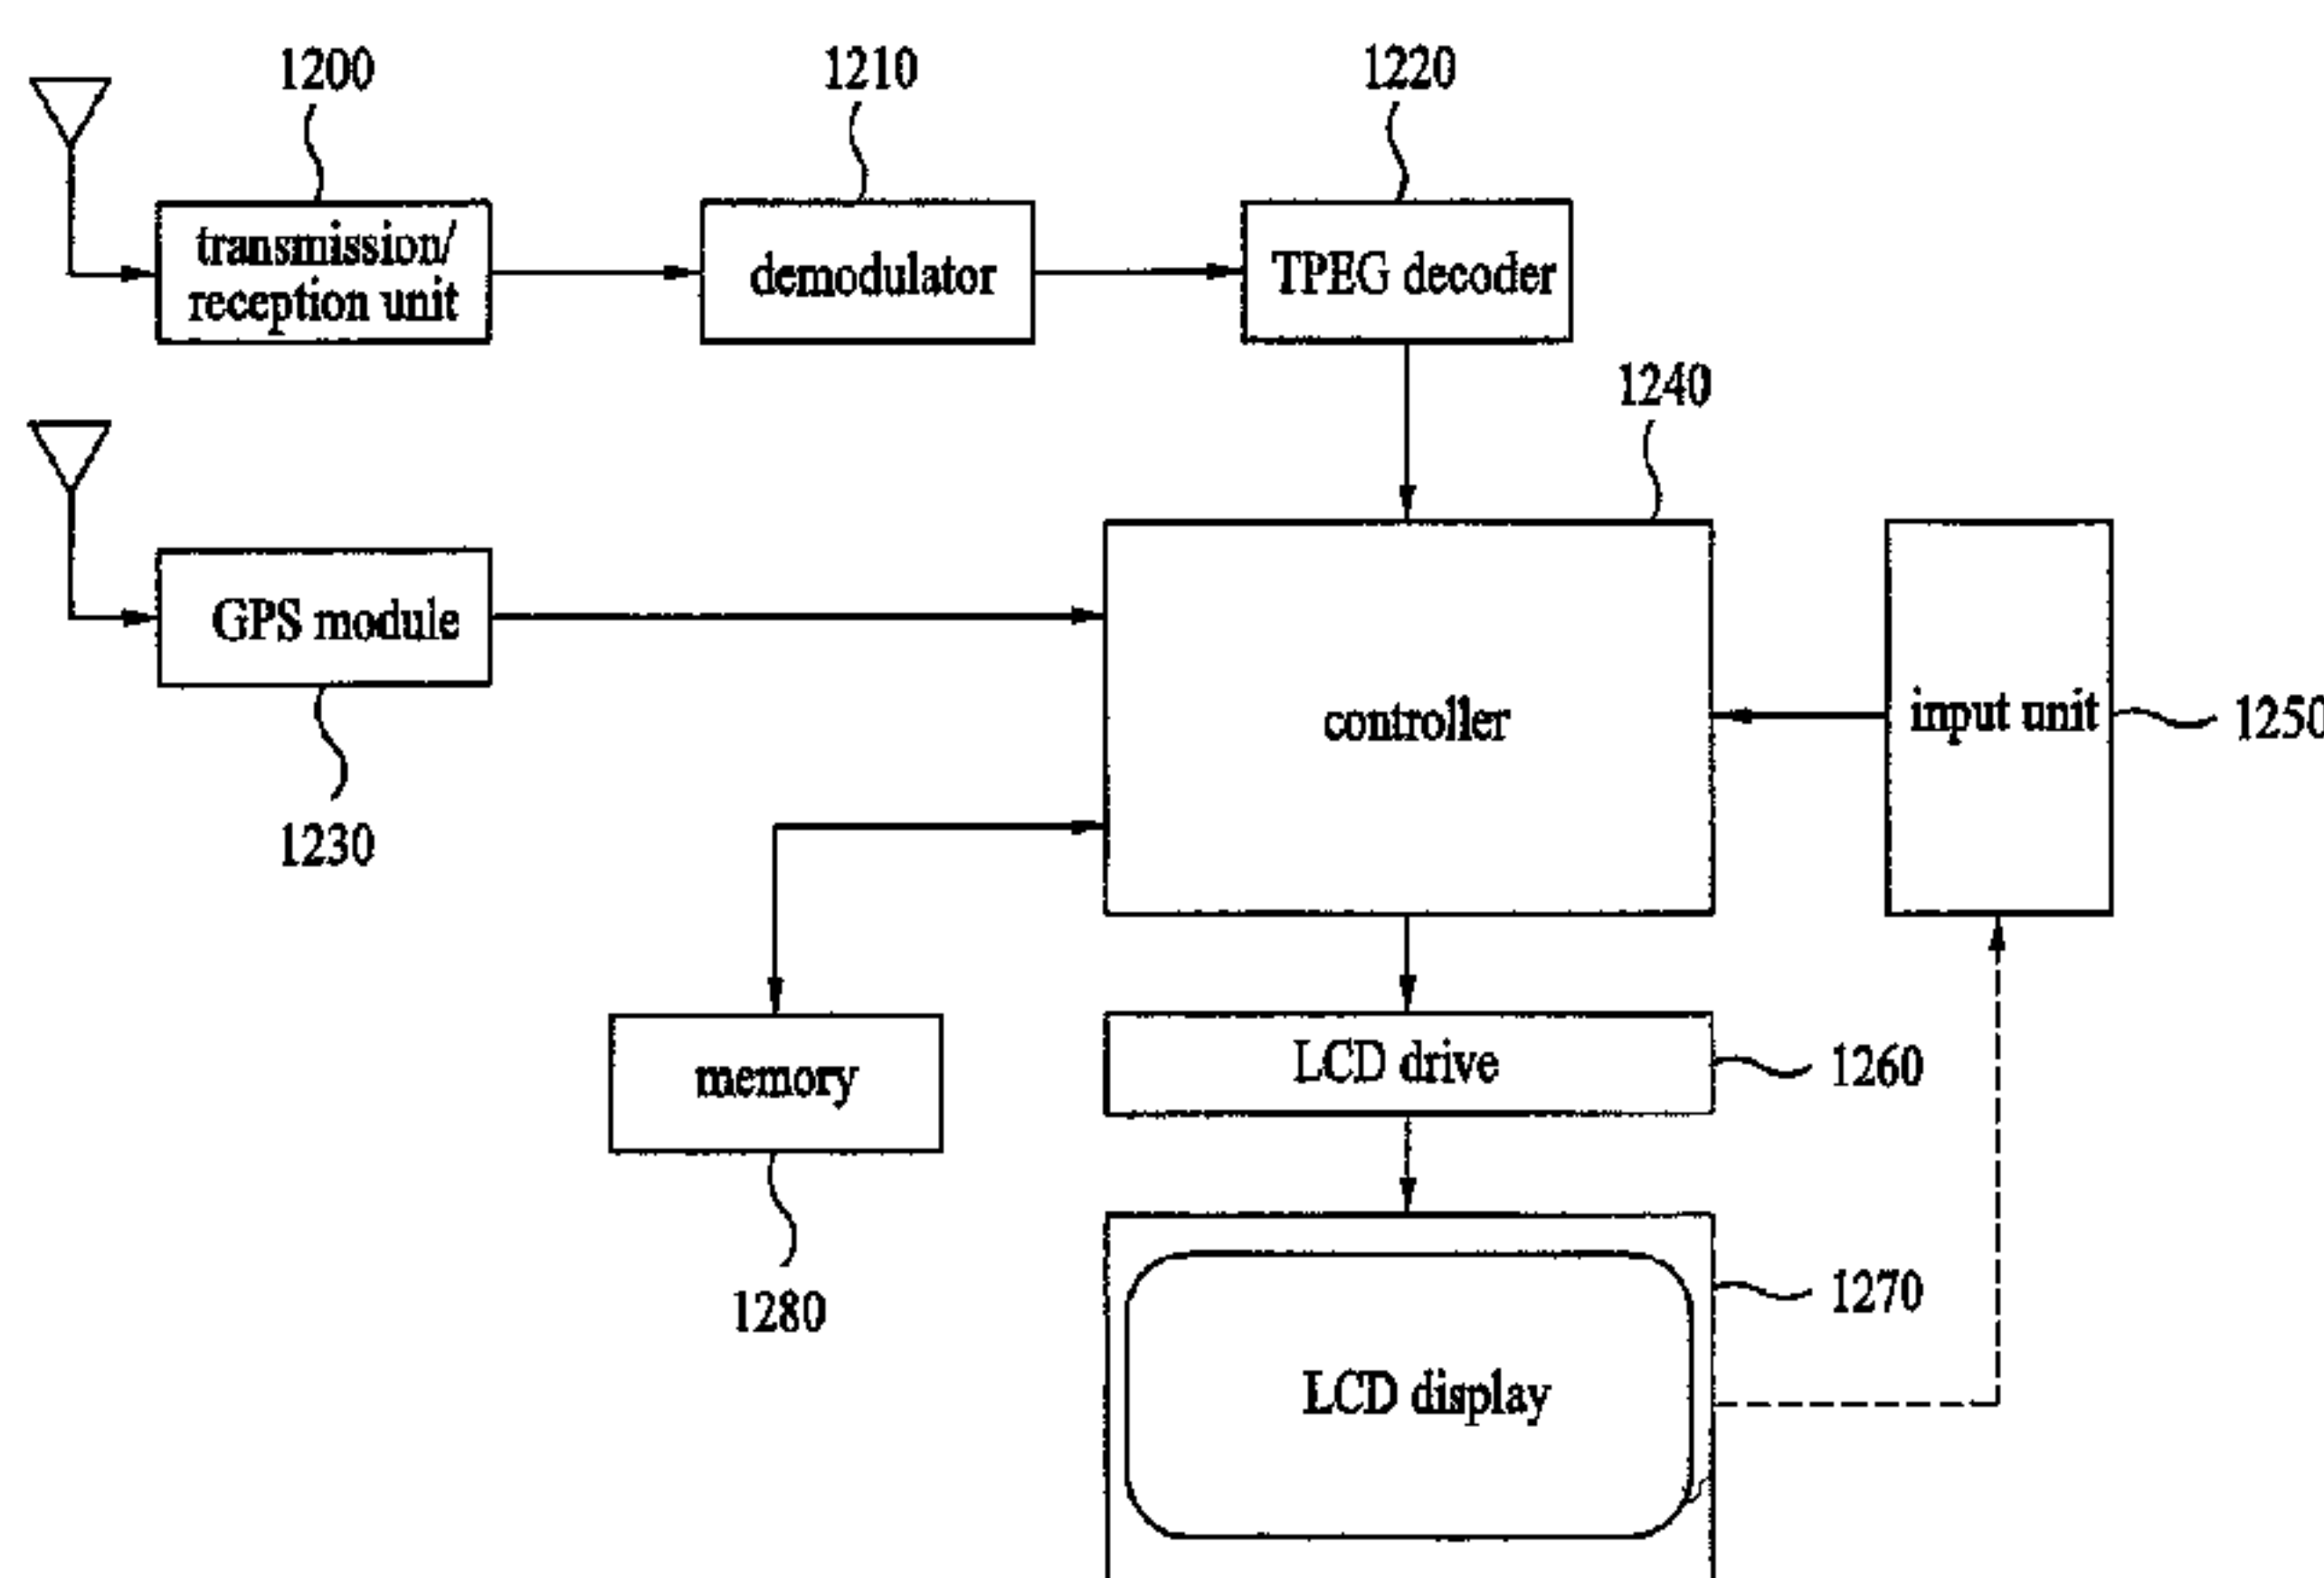 1200
1210
1220
transmission/
reception unit
demodulator
TPEG decoder
1240
GPS module
controller
input unit
1250
1230
LCD drive
1260
memory
1270
1280
LCD display